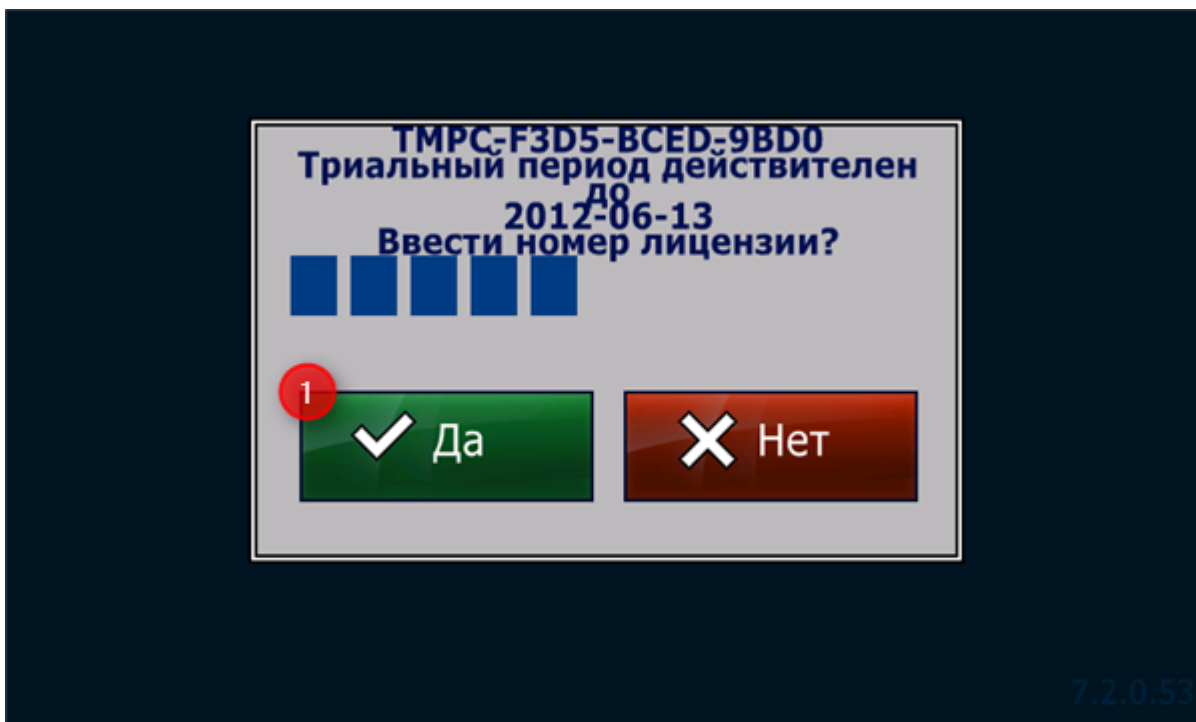 TMPC-F3D5-BCED-9BD0
Триальный период действителен
до
2012-06-13
Ввести номер лицензии?
1
Да
Нет
7.2.0.53